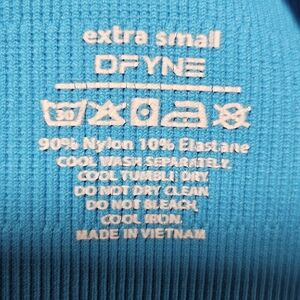 extra small
DFYNE
30
90% Nylon 10% Elastane
COOL WASH SEPARATELY.
COOL TUMBLE DRY.
DO NOT DRY CLEAN
DO NOT BLEACH.
COOL IRON.
MADE IN VIETNAM